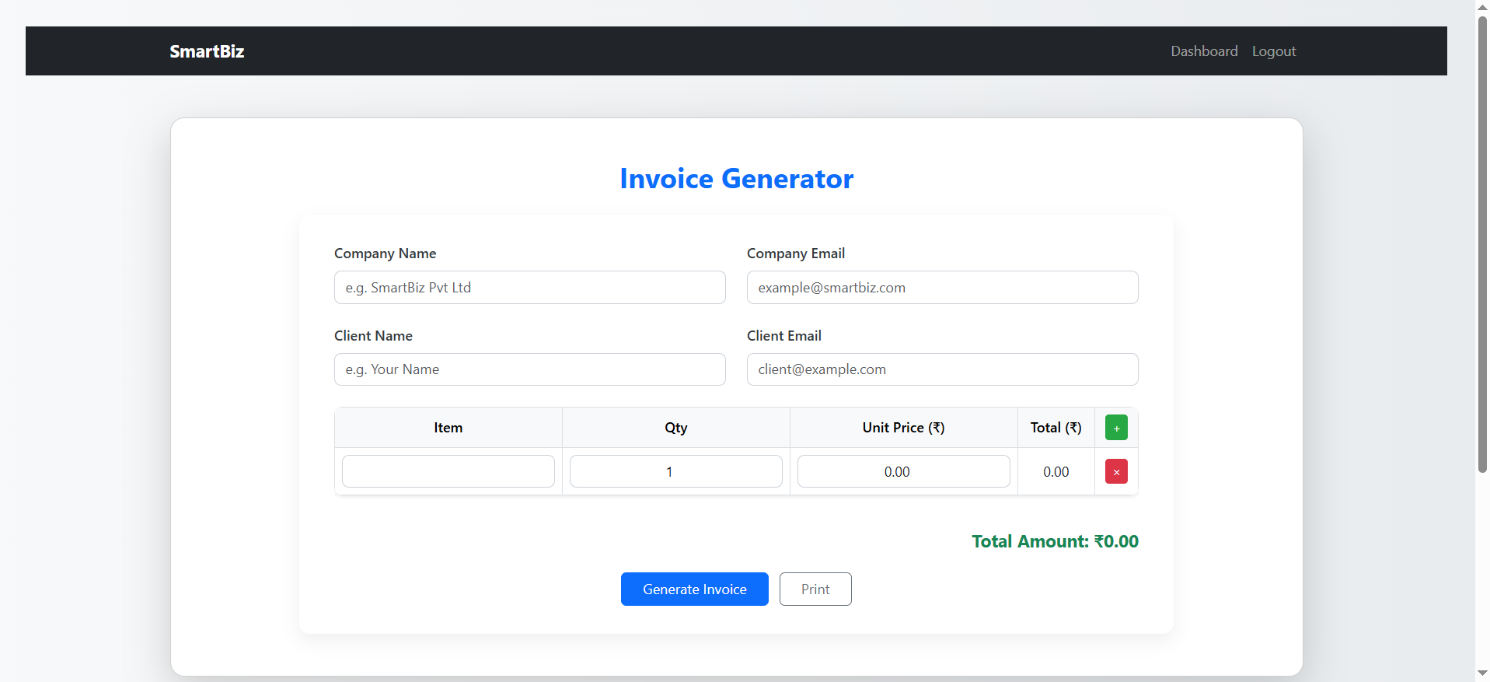 SmartBiz Dashboard Logout
Invoice Generator
Company Name Company Email
e.g. SmartBiz Pvt Ltd example@smartbiz.com
Client Name Client Email
e.g. Your Name client@example.com
Item Qty Unit Price (₹) Total (₹) +
1 0.00 0.00 ×
Total Amount: ₹0.00
Generate Invoice Print